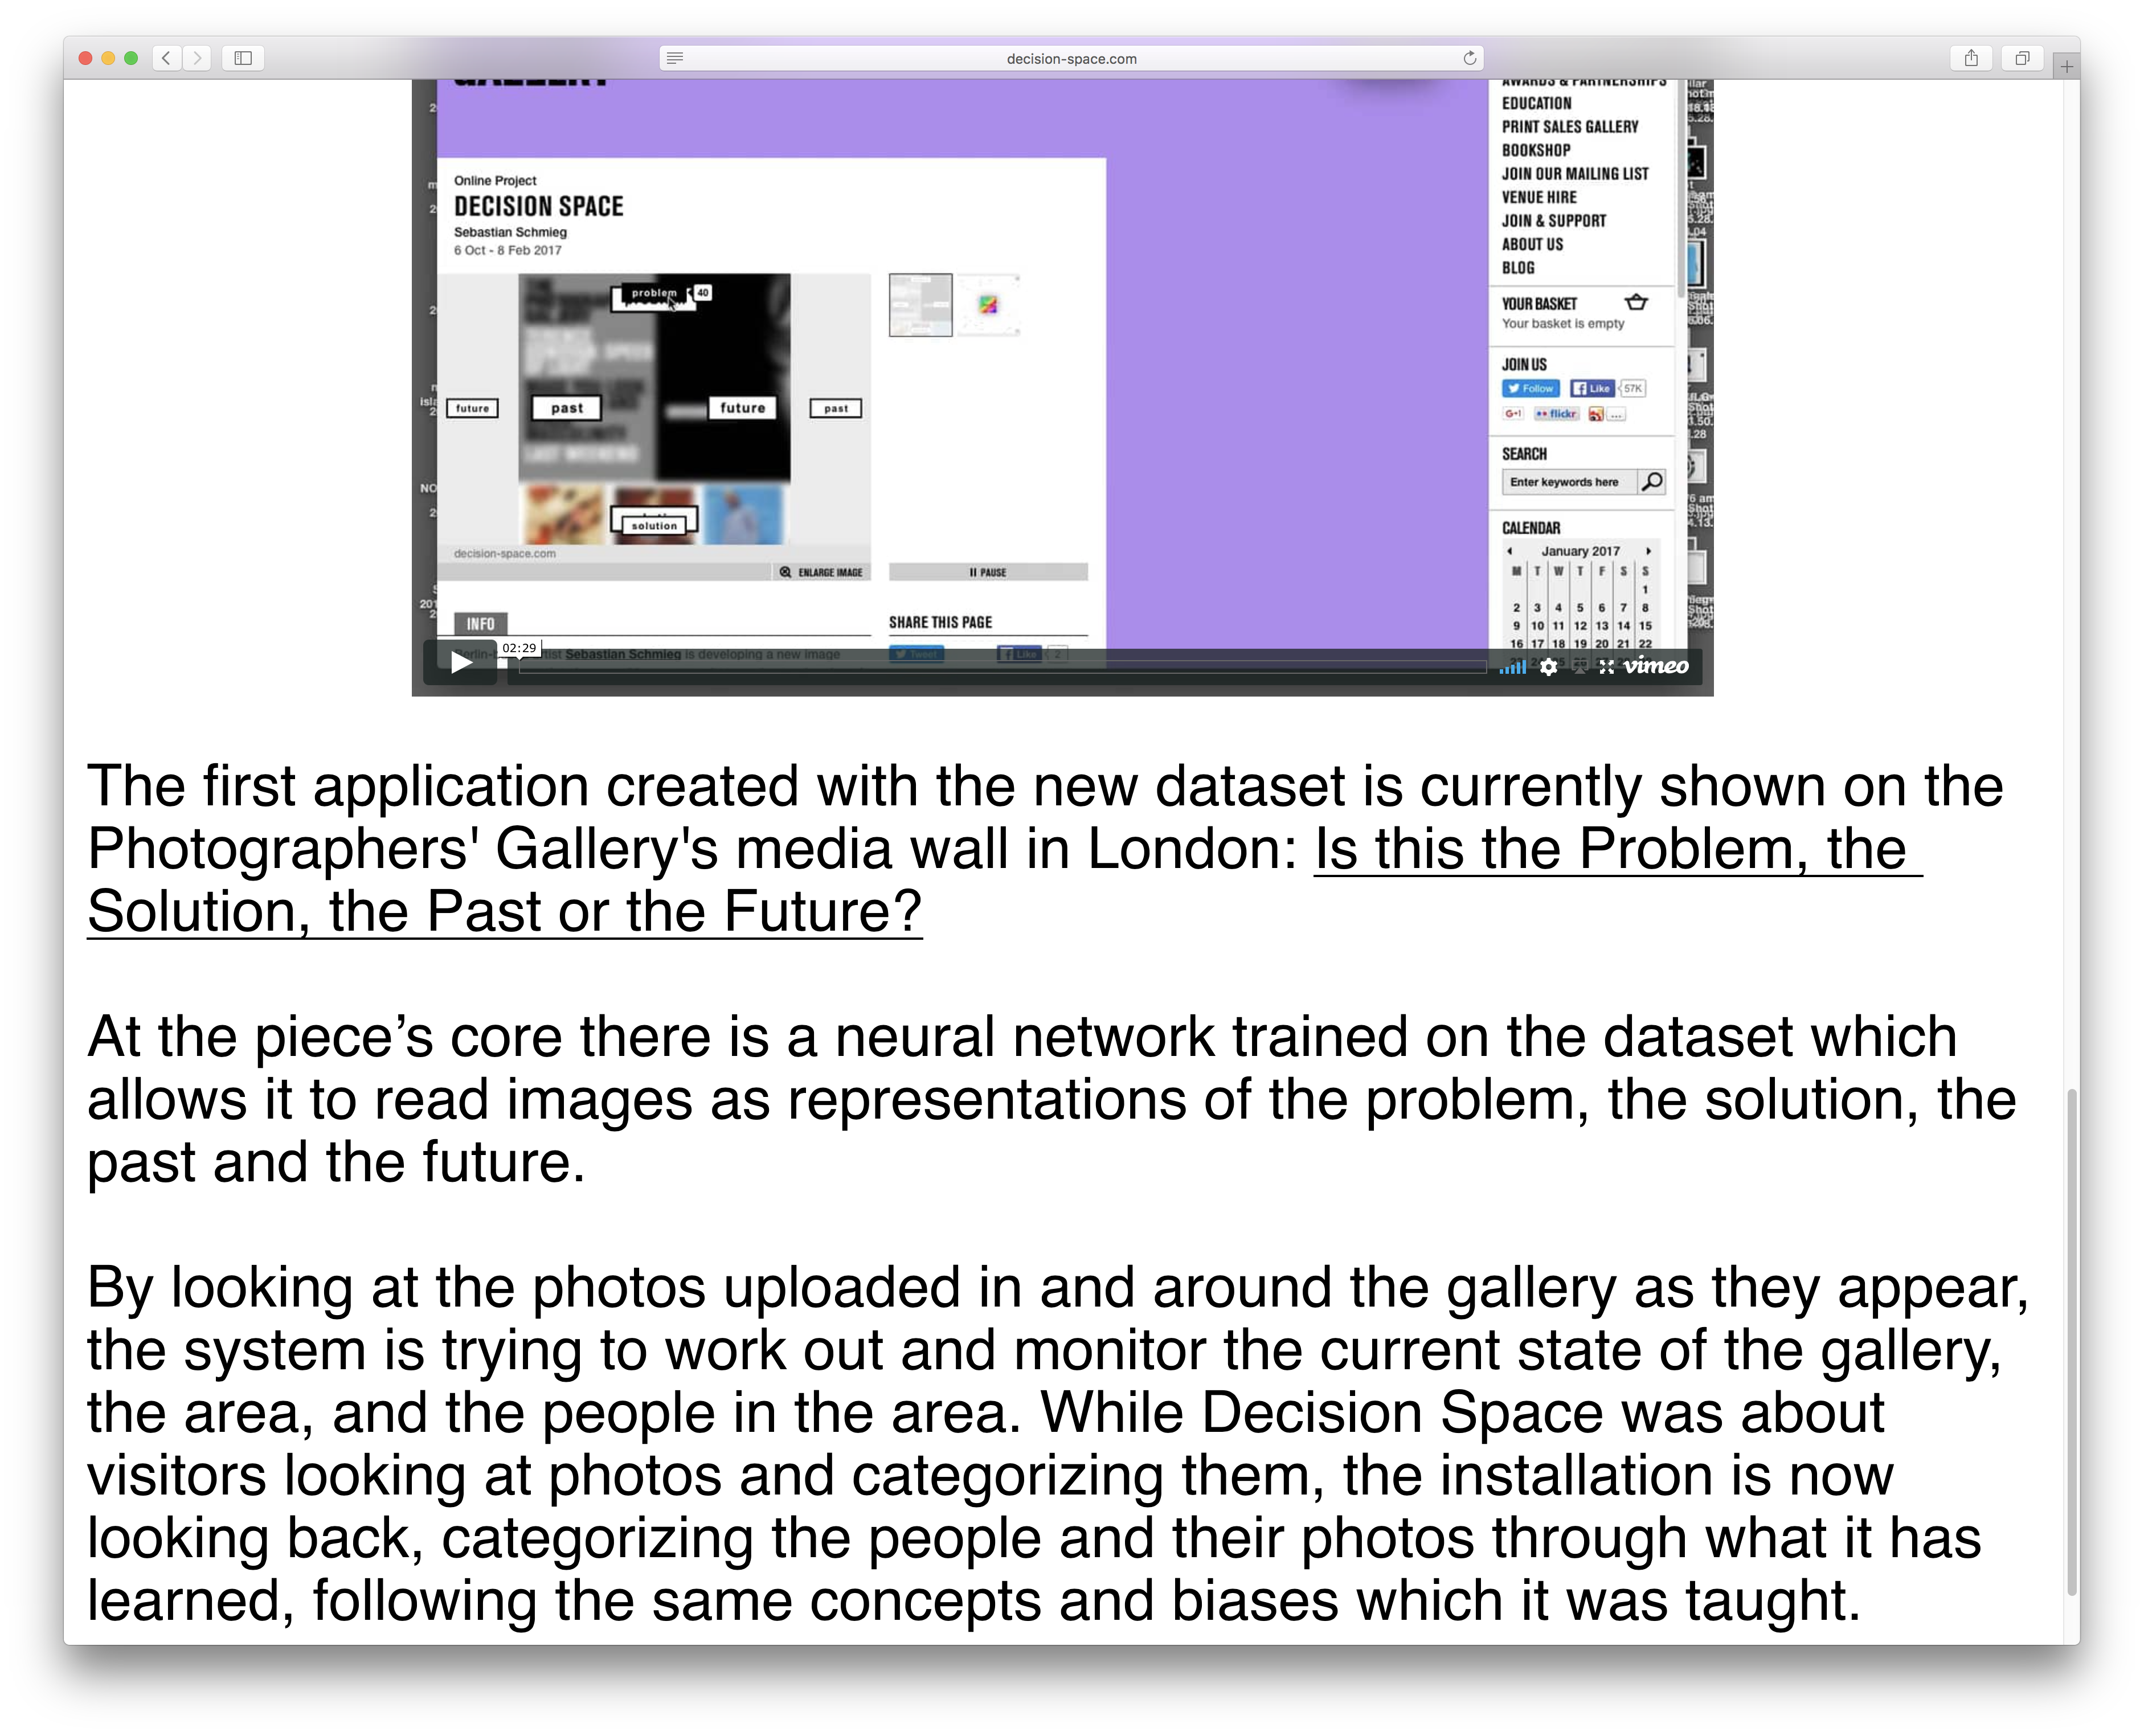 decision-space.com
GALLERY
AWARDS & PARTNERSHIPS
EDUCATION
PRINT SALES GALLERY
BOOKSHOP
JOIN OUR MAILING LIST
VENUE HIRE
JOIN & SUPPORT
ABOUT US
BLOG
YOUR BASKET
Your basket is empty
JOIN US
Follow
Like
57K
G+1
flickr
...
SEARCH
Enter keywords here
CALENDAR
January 2017
M T W T F S S
1
2 3 4 5 6 7 8
9 10 11 12 13 14 15
16 17 18 19 20 21 22
Online Project
DECISION SPACE
Sebastian Schmieg
6 Oct - 8 Feb 2017
problem 40
future
past
future
past
LAST WEEKEND
solution
decision-space.com
ENLARGE IMAGE
PAUSE
INFO
SHARE THIS PAGE
Sebastian Schmieg is developing a new image
Tweet
Like
2
02:29
vimeo
The first application created with the new dataset is currently shown on the
Photographers' Gallery's media wall in London: Is this the Problem, the
Solution, the Past or the Future?
At the piece’s core there is a neural network trained on the dataset which
allows it to read images as representations of the problem, the solution, the
past and the future.
By looking at the photos uploaded in and around the gallery as they appear,
the system is trying to work out and monitor the current state of the gallery,
the area, and the people in the area. While Decision Space was about
visitors looking at photos and categorizing them, the installation is now
looking back, categorizing the people and their photos through what it has
learned, following the same concepts and biases which it was taught.